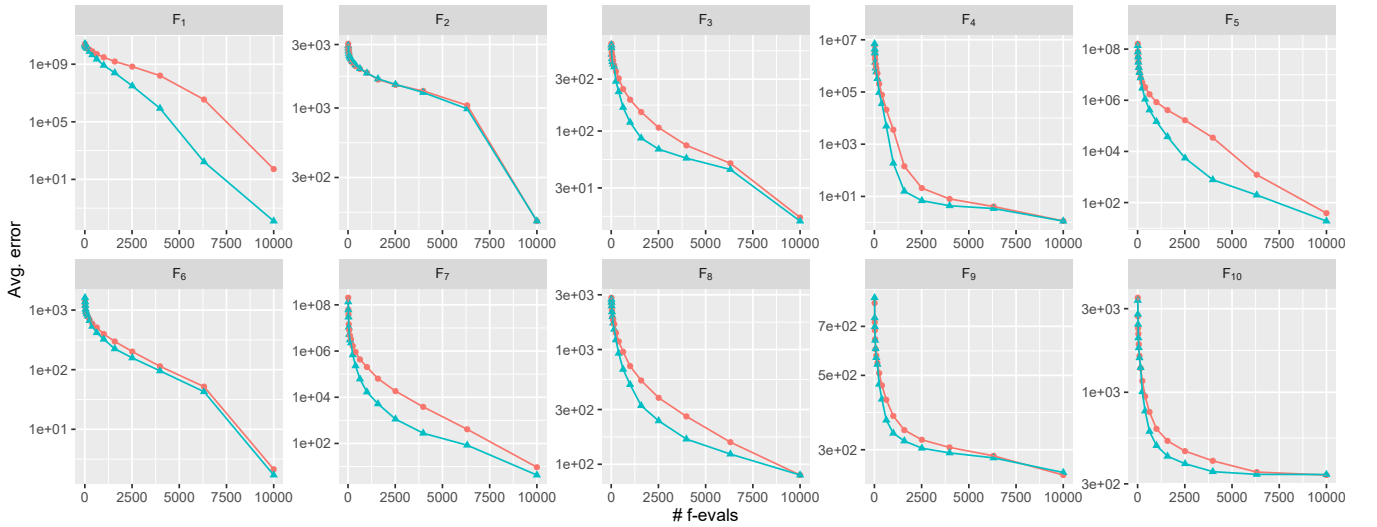 F₁ F₂ F₃ F₄ F₅
1e+09 1e+05 1e+01
3e+03 1e+03 3e+02
3e+02 1e+02 3e+01
1e+07 1e+05 1e+03 1e+01
1e+08 1e+06 1e+04 1e+02
0 2500 5000 7500 10000 0 2500 5000 7500 10000 0 2500 5000 7500 10000 0 2500 5000 7500 10000 0 2500 5000 7500 10000
Avg. error
F₆ F₇ F₈ F₉ F₁₀
1e+03 1e+02 1e+01
1e+08 1e+06 1e+04 1e+02
3e+03 1e+03 3e+02 1e+02
7e+02 5e+02 3e+02
3e+03 1e+03 3e+02
0 2500 5000 7500 10000 0 2500 5000 7500 10000 0 2500 5000 7500 10000 0 2500 5000 7500 10000 0 2500 5000 7500 10000
# f-evals